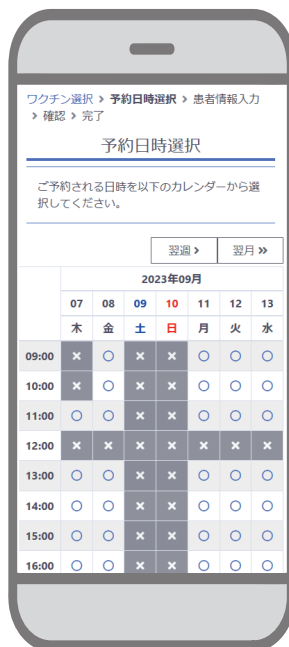 ワクチン選択 > 予約日時選択 > 患者情報入力
> 確認 > 完了
予約日時選択
ご予約される日時を以下のカレンダーから選
択してください。
翌週 > 翌月 »
2023年09月
07 08 09 10 11 12 13
木 金 土 日 月 火 水
09:00 × ○ × × ○ ○ ○
10:00 × ○ × × ○ ○ ○
11:00 ○ ○ × × ○ ○ ○
12:00 × × × × × × ×
13:00 ○ ○ × × ○ ○ ○
14:00 ○ ○ × × ○ ○ ○
15:00 ○ ○ × × ○ ○ ○
16:00 ○ ○ × × ○ ○ ○